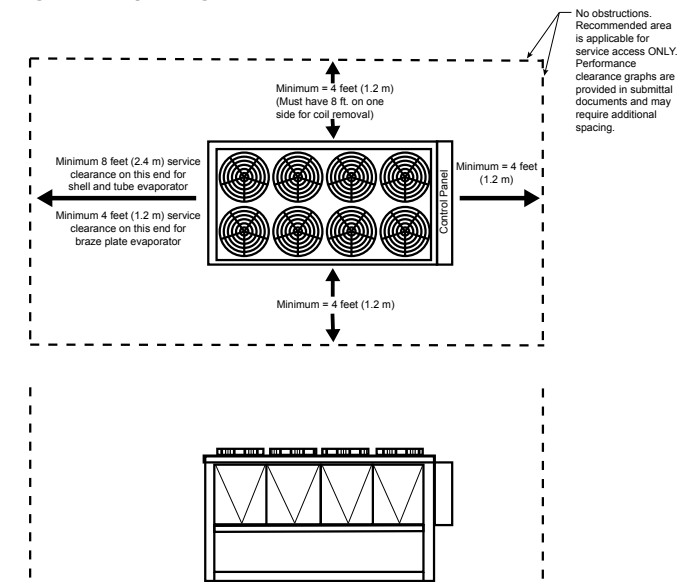 No obstructions.
Recommended area
is applicable for
service access ONLY.
Performance
clearance graphs are
provided in submittal
documents and may
require additional
spacing.
Minimum = 4 feet (1.2 m)
(Must have 8 ft. on one
side for coil removal)
Minimum 8 feet (2.4 m) service
clearance on this end for
shell and tube evaporator
Minimum 4 feet (1.2 m) service
clearance on this end for
braze plate evaporator
Control Panel
Minimum = 4 feet
(1.2 m)
Minimum = 4 feet (1.2 m)